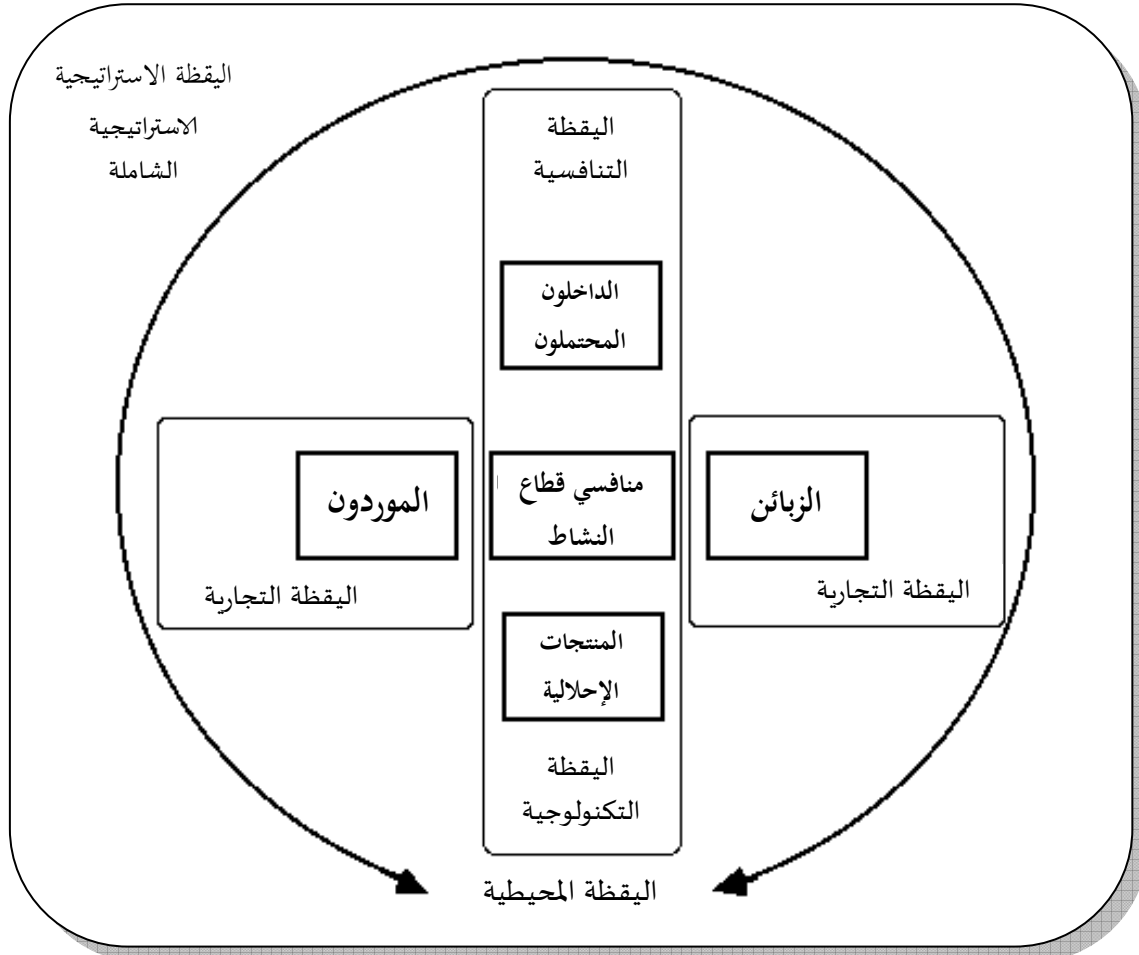 اليقظة الاستراتيجية
الاستراتيجية
الشاملة
اليقظة
التنافسية
الداخلون
المحتملون
الزبائن
منافسي قطاع
النشاط
الموردون
اليقظة التجارية
اليقظة التجارية
المنتجات
الإحلالية
اليقظة
التكنولوجية
اليقظة المحيطية